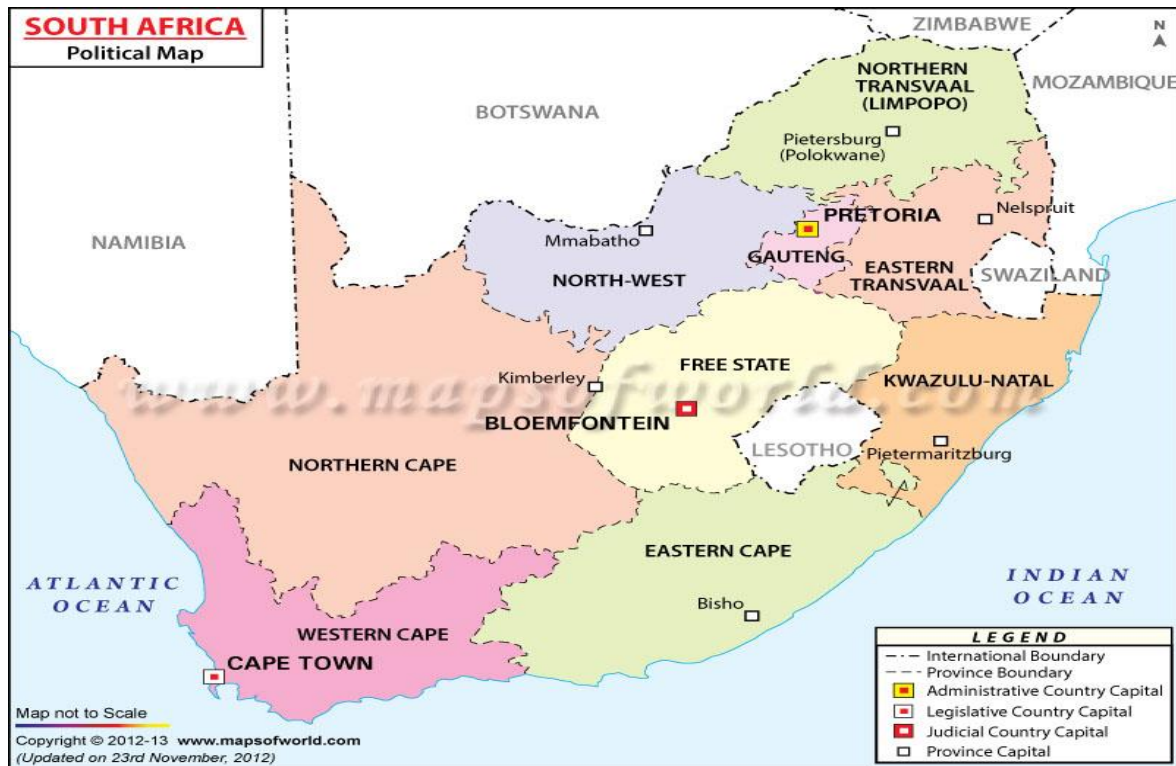 SOUTH AFRICA
Political Map
ZIMBABWE
N
NORTHERN
TRANSVAAL
(LIMPOPO)
MOZAMBIQUE
BOTSWANA
Pietersburg
(Polokwane)
PRETORIA
Nelspruit
NAMIBIA
Mmabatho
GAUTENG
EASTERN
TRANSVAAL
SWAZILAND
NORTH-WEST
FREE STATE
Kimberley
KWAZULU-NATAL
www.mapsofworld.com
BLOEMFONTEIN
LESOTHO
Pietermaritzburg
NORTHERN CAPE
EASTERN CAPE
ATLANTIC
OCEAN
INDIAN
OCEAN
Bisho
WESTERN CAPE
CAPE TOWN
LEGEND
International Boundary
Province Boundary
Administrative Country Capital
Legislative Country Capital
Judicial Country Capital
Province Capital
Map not to Scale
Copyright © 2012-13 www.mapsofworld.com
(Updated on 23rd November, 2012)